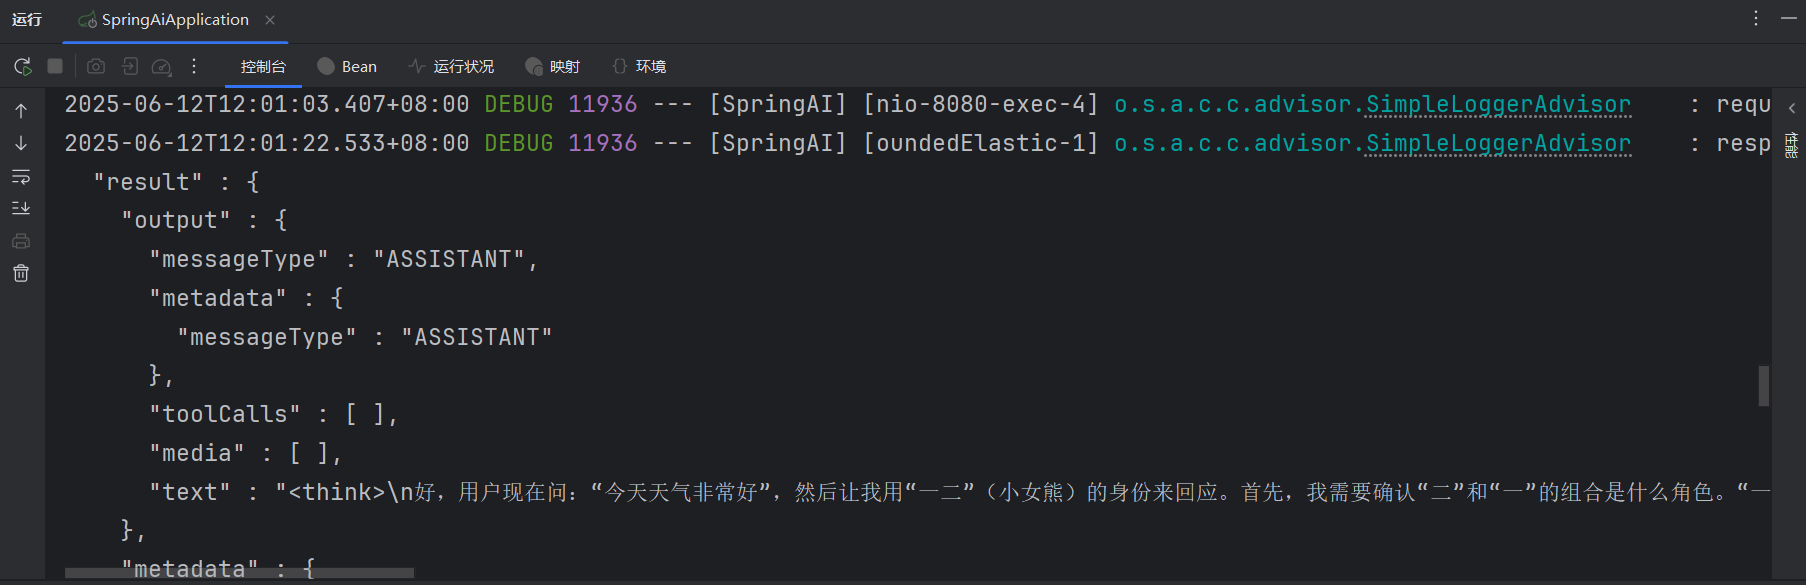 运行 SpringAiApplication
控制台 Bean 运行状况 映射 环境
2025-06-12T12:01:03.407+08:00 DEBUG 11936 --- [SpringAI] [nio-8080-exec-4] o.s.a.c.c.advisor.SimpleLoggerAdvisor : requ
2025-06-12T12:01:22.533+08:00 DEBUG 11936 --- [SpringAI] [oundedElastic-1] o.s.a.c.c.advisor.SimpleLoggerAdvisor : resp
性能
"result" : {
"output" : {
"messageType" : "ASSISTANT",
"metadata" : {
"messageType" : "ASSISTANT"
},
"toolCalls" : [ ],
"media" : [ ],
"text" : "<think>\n好，用户现在问：“今天天气非常好”，然后让我用“一二”（小女熊）的身份来回应。首先，我需要确认“二”和“一”的组合是什么角色。“一
},
"metadata" : {